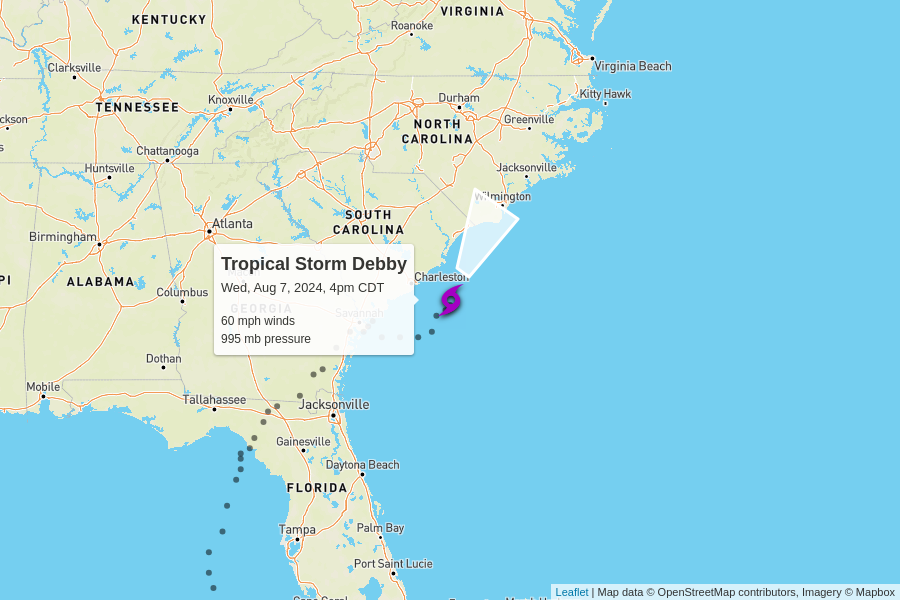 KENTUCKY
VIRGINIA
Roanoke
Clarksville
Virginia Beach
Kitty Hawk
TENNESSEE
Knoxville
Durham
Greenville
ckson
NORTH
CAROLINA
Chattanooga
Huntsville
Jacksonville
Wilmington
SOUTH
CAROLINA
Atlanta
Birmingham
Tropical Storm Debby
Wed, Aug 7, 2024, 4pm CDT
60 mph winds
995 mb pressure
Charleston
PI
ALABAMA
Columbus
GEORGIA
Savannah
Dothan
Mobile
Tallahassee
Jacksonville
Gainesville
Daytona Beach
FLORIDA
Tampa
Palm Bay
Port Saint Lucie
Leaflet | Map data © OpenStreetMap contributors, Imagery © Mapbox